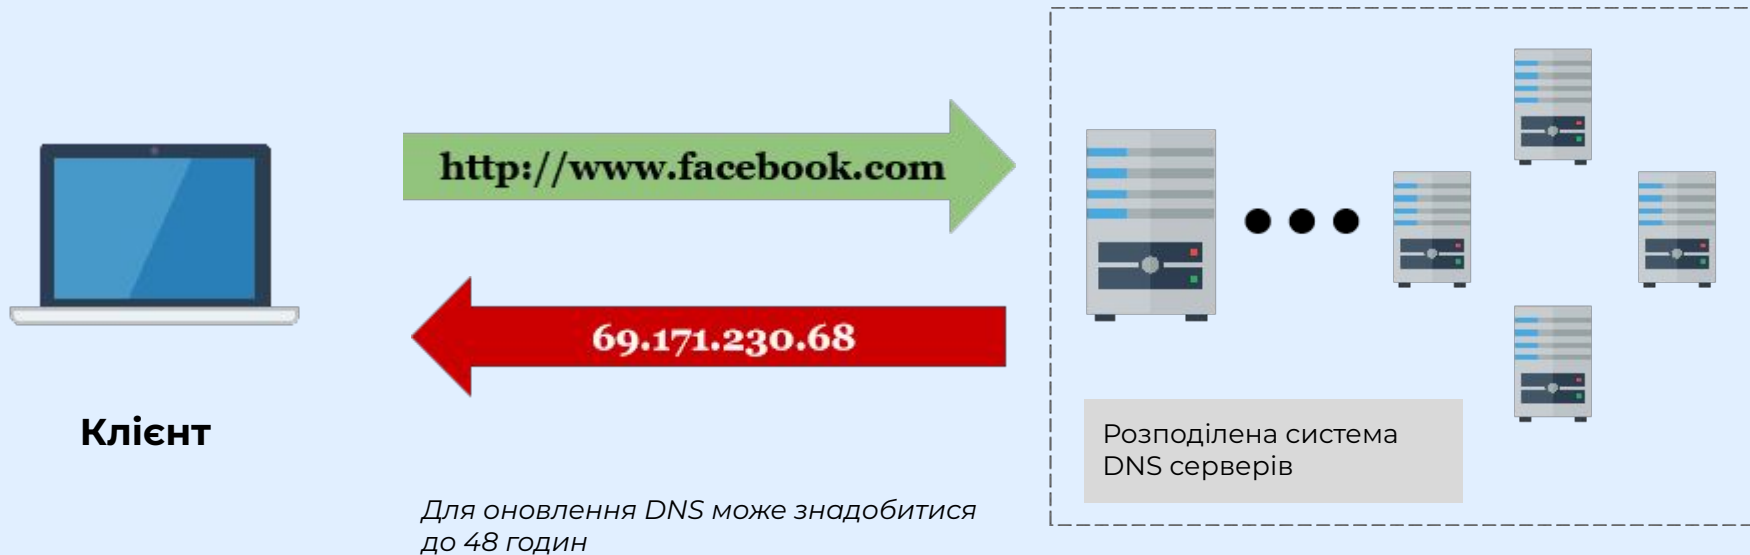 http://www.facebook.com
69.171.230.68
Клієнт
Розподілена система
DNS серверів
Для оновлення DNS може знадобитися
до 48 годин